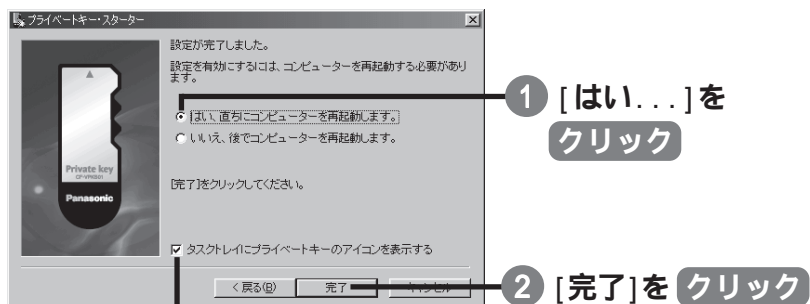 プライベートキー・スターター
設定が完了しました。
設定を有効にするには、コンピューターを再起動する必要があり
ます。
はい、直ちにコンピューターを再起動します。
いいえ、後でコンピューターを再起動します。
[完了]をクリックしてください。
タスクトレイにプライベートキーのアイコンを表示する
Private key
CF-VPK01
Panasonic
< 戻る(B)
完了
キャンセル
1 [はい...]を
クリック
2 [完了]を クリック